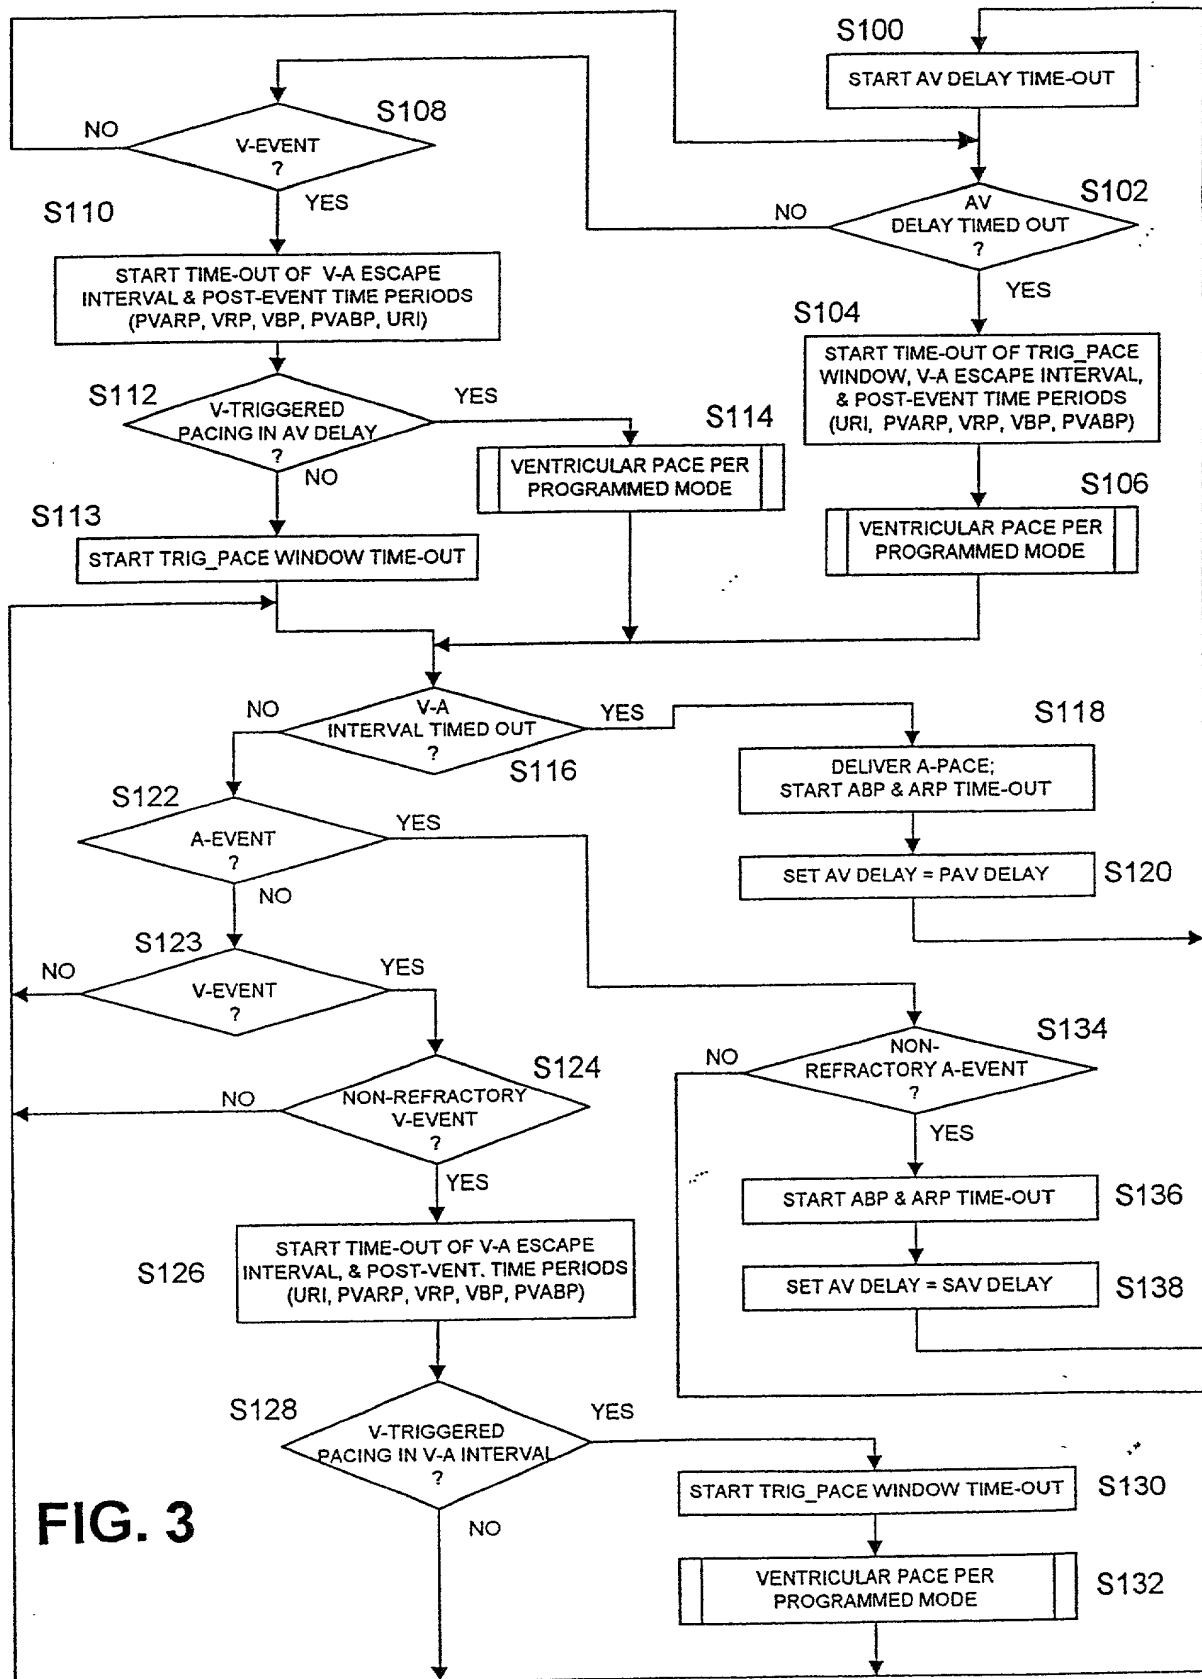 S100
START AV DELAY TIME-OUT
S108
NO
V-EVENT
?
YES
S102
NO
AV
DELAY TIMED OUT
?
YES
S110
START TIME-OUT OF V-A ESCAPE
INTERVAL & POST-EVENT TIME PERIODS
(PVARP, VRP, VBP, PVABP, URI)
S104
START TIME-OUT OF TRIG_PACE
WINDOW, V-A ESCAPE INTERVAL,
& POST-EVENT TIME PERIODS
(URI, PVARP, VRP, VBP, PVABP)
S112
V-TRIGGERED
PACING IN AV DELAY
?
YES
NO
S114
VENTRICULAR PACE PER
PROGRAMMED MODE
S106
VENTRICULAR PACE PER
PROGRAMMED MODE
S113
START TRIG_PACE WINDOW TIME-OUT
NO
V-A
INTERVAL TIMED OUT
?
YES
S116
S118
DELIVER A-PACE;
START ABP & ARP TIME-OUT
S120
SET AV DELAY = PAV DELAY
S122
A-EVENT
?
YES
NO
S123
NO
V-EVENT
?
YES
S124
NO
NON-REFRACTORY
V-EVENT
?
YES
S134
NO
NON-
REFRACTORY A-EVENT
?
YES
START ABP & ARP TIME-OUT
S136
SET AV DELAY = SAV DELAY
S138
S126
START TIME-OUT OF V-A ESCAPE
INTERVAL, & POST-VENT. TIME PERIODS
(URI, PVARP, VRP, VBP, PVABP)
S128
V-TRIGGERED
PACING IN V-A INTERVAL
?
YES
NO
START TRIG_PACE WINDOW TIME-OUT
S130
VENTRICULAR PACE PER
PROGRAMMED MODE
S132
FIG. 3